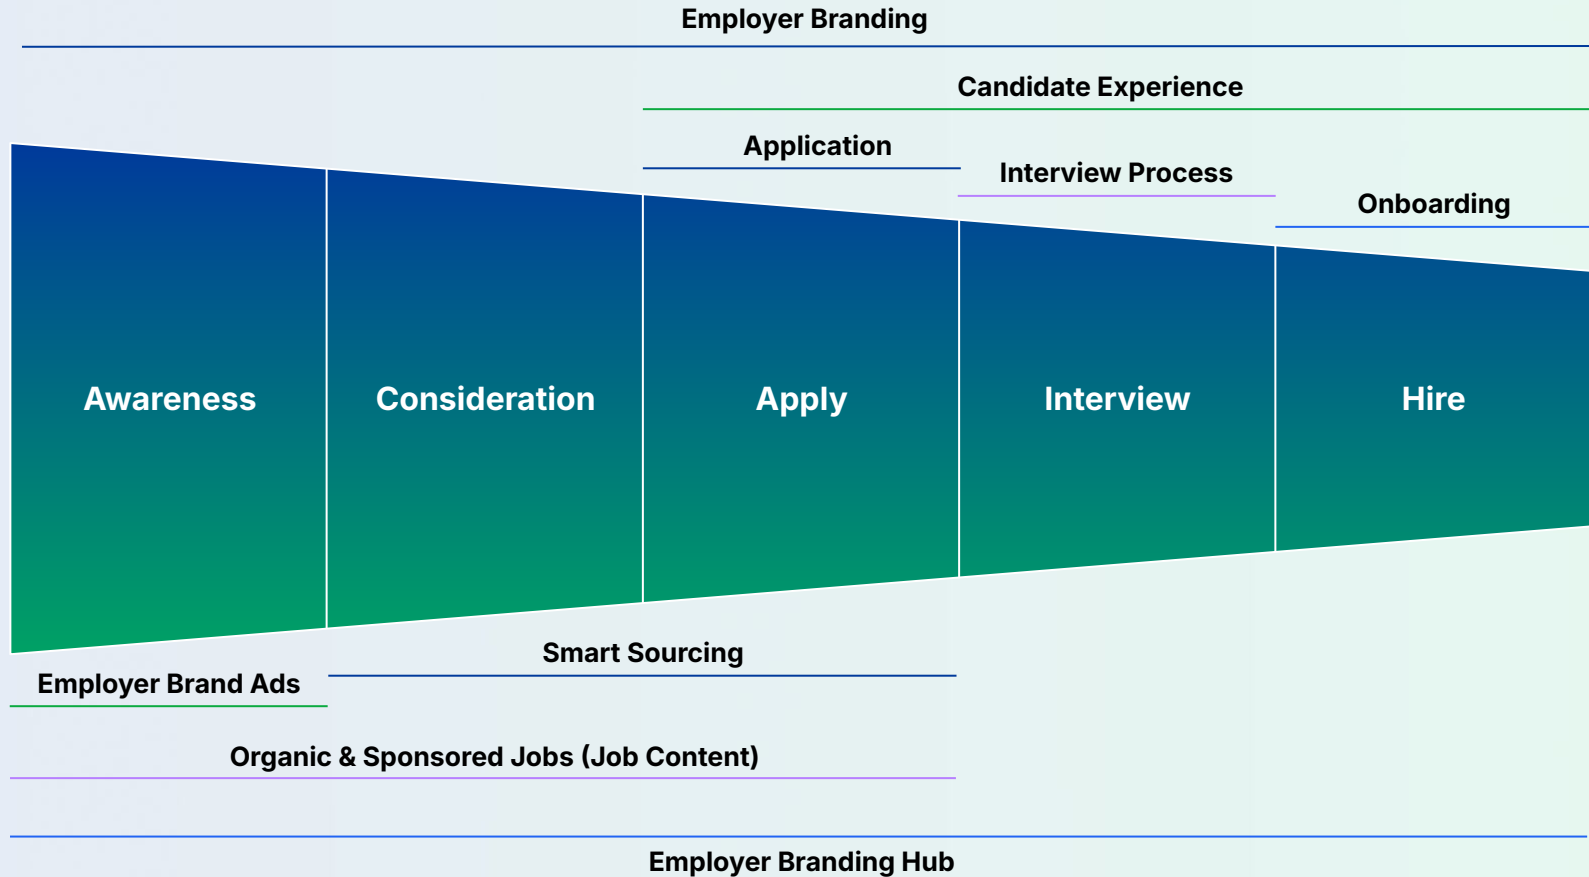 Employer Branding
Candidate Experience
Application
Interview Process
Onboarding
Awareness
Consideration
Apply
Interview
Hire
Smart Sourcing
Employer Brand Ads
Organic & Sponsored Jobs (Job Content)
Employer Branding Hub